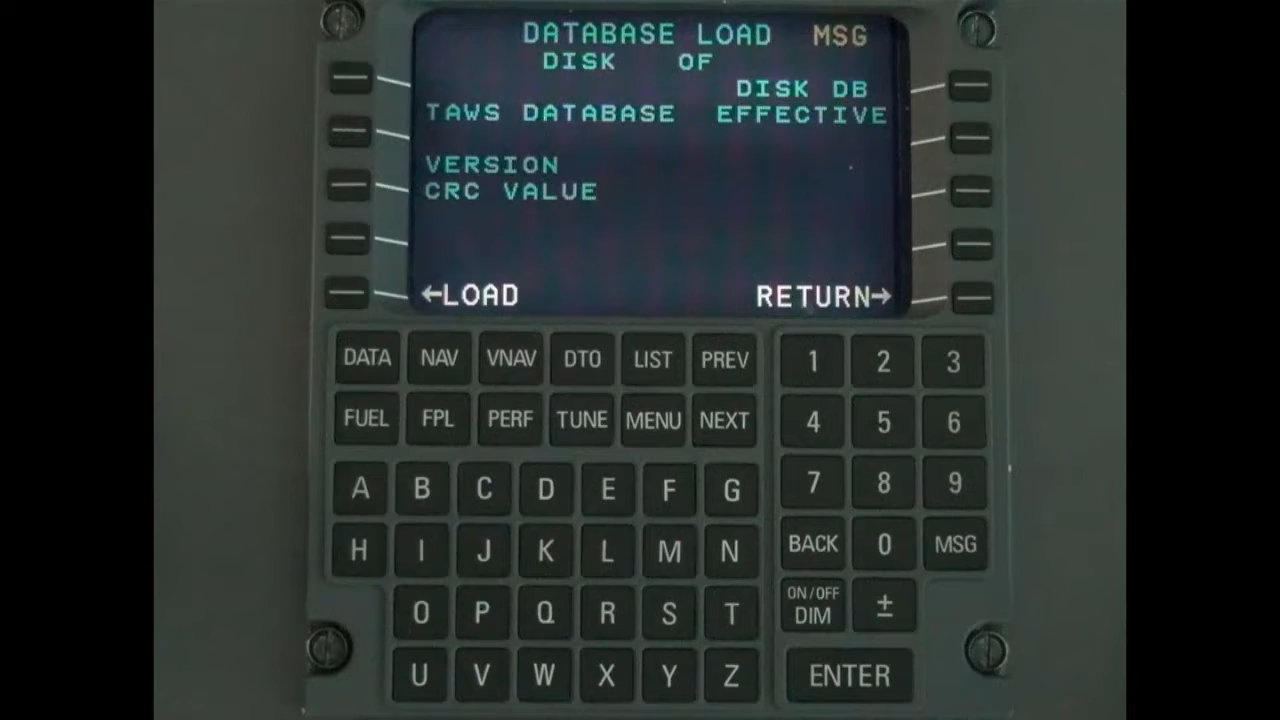 DATABASE LOAD MSG
DISK OF
DISK DB
TAWS DATABASE EFFECTIVE
VERSION
CRC VALUE
←LOAD RETURN→
DATA NAV VNAV DTO LIST PREV 1 2 3
FUEL FPL PERF TUNE MENU NEXT 4 5 6
A B C D E F G 7 8 9
H I J K L M N BACK 0 MSG
O P Q R S T ON/OFF DIM ±
U V W X Y Z ENTER